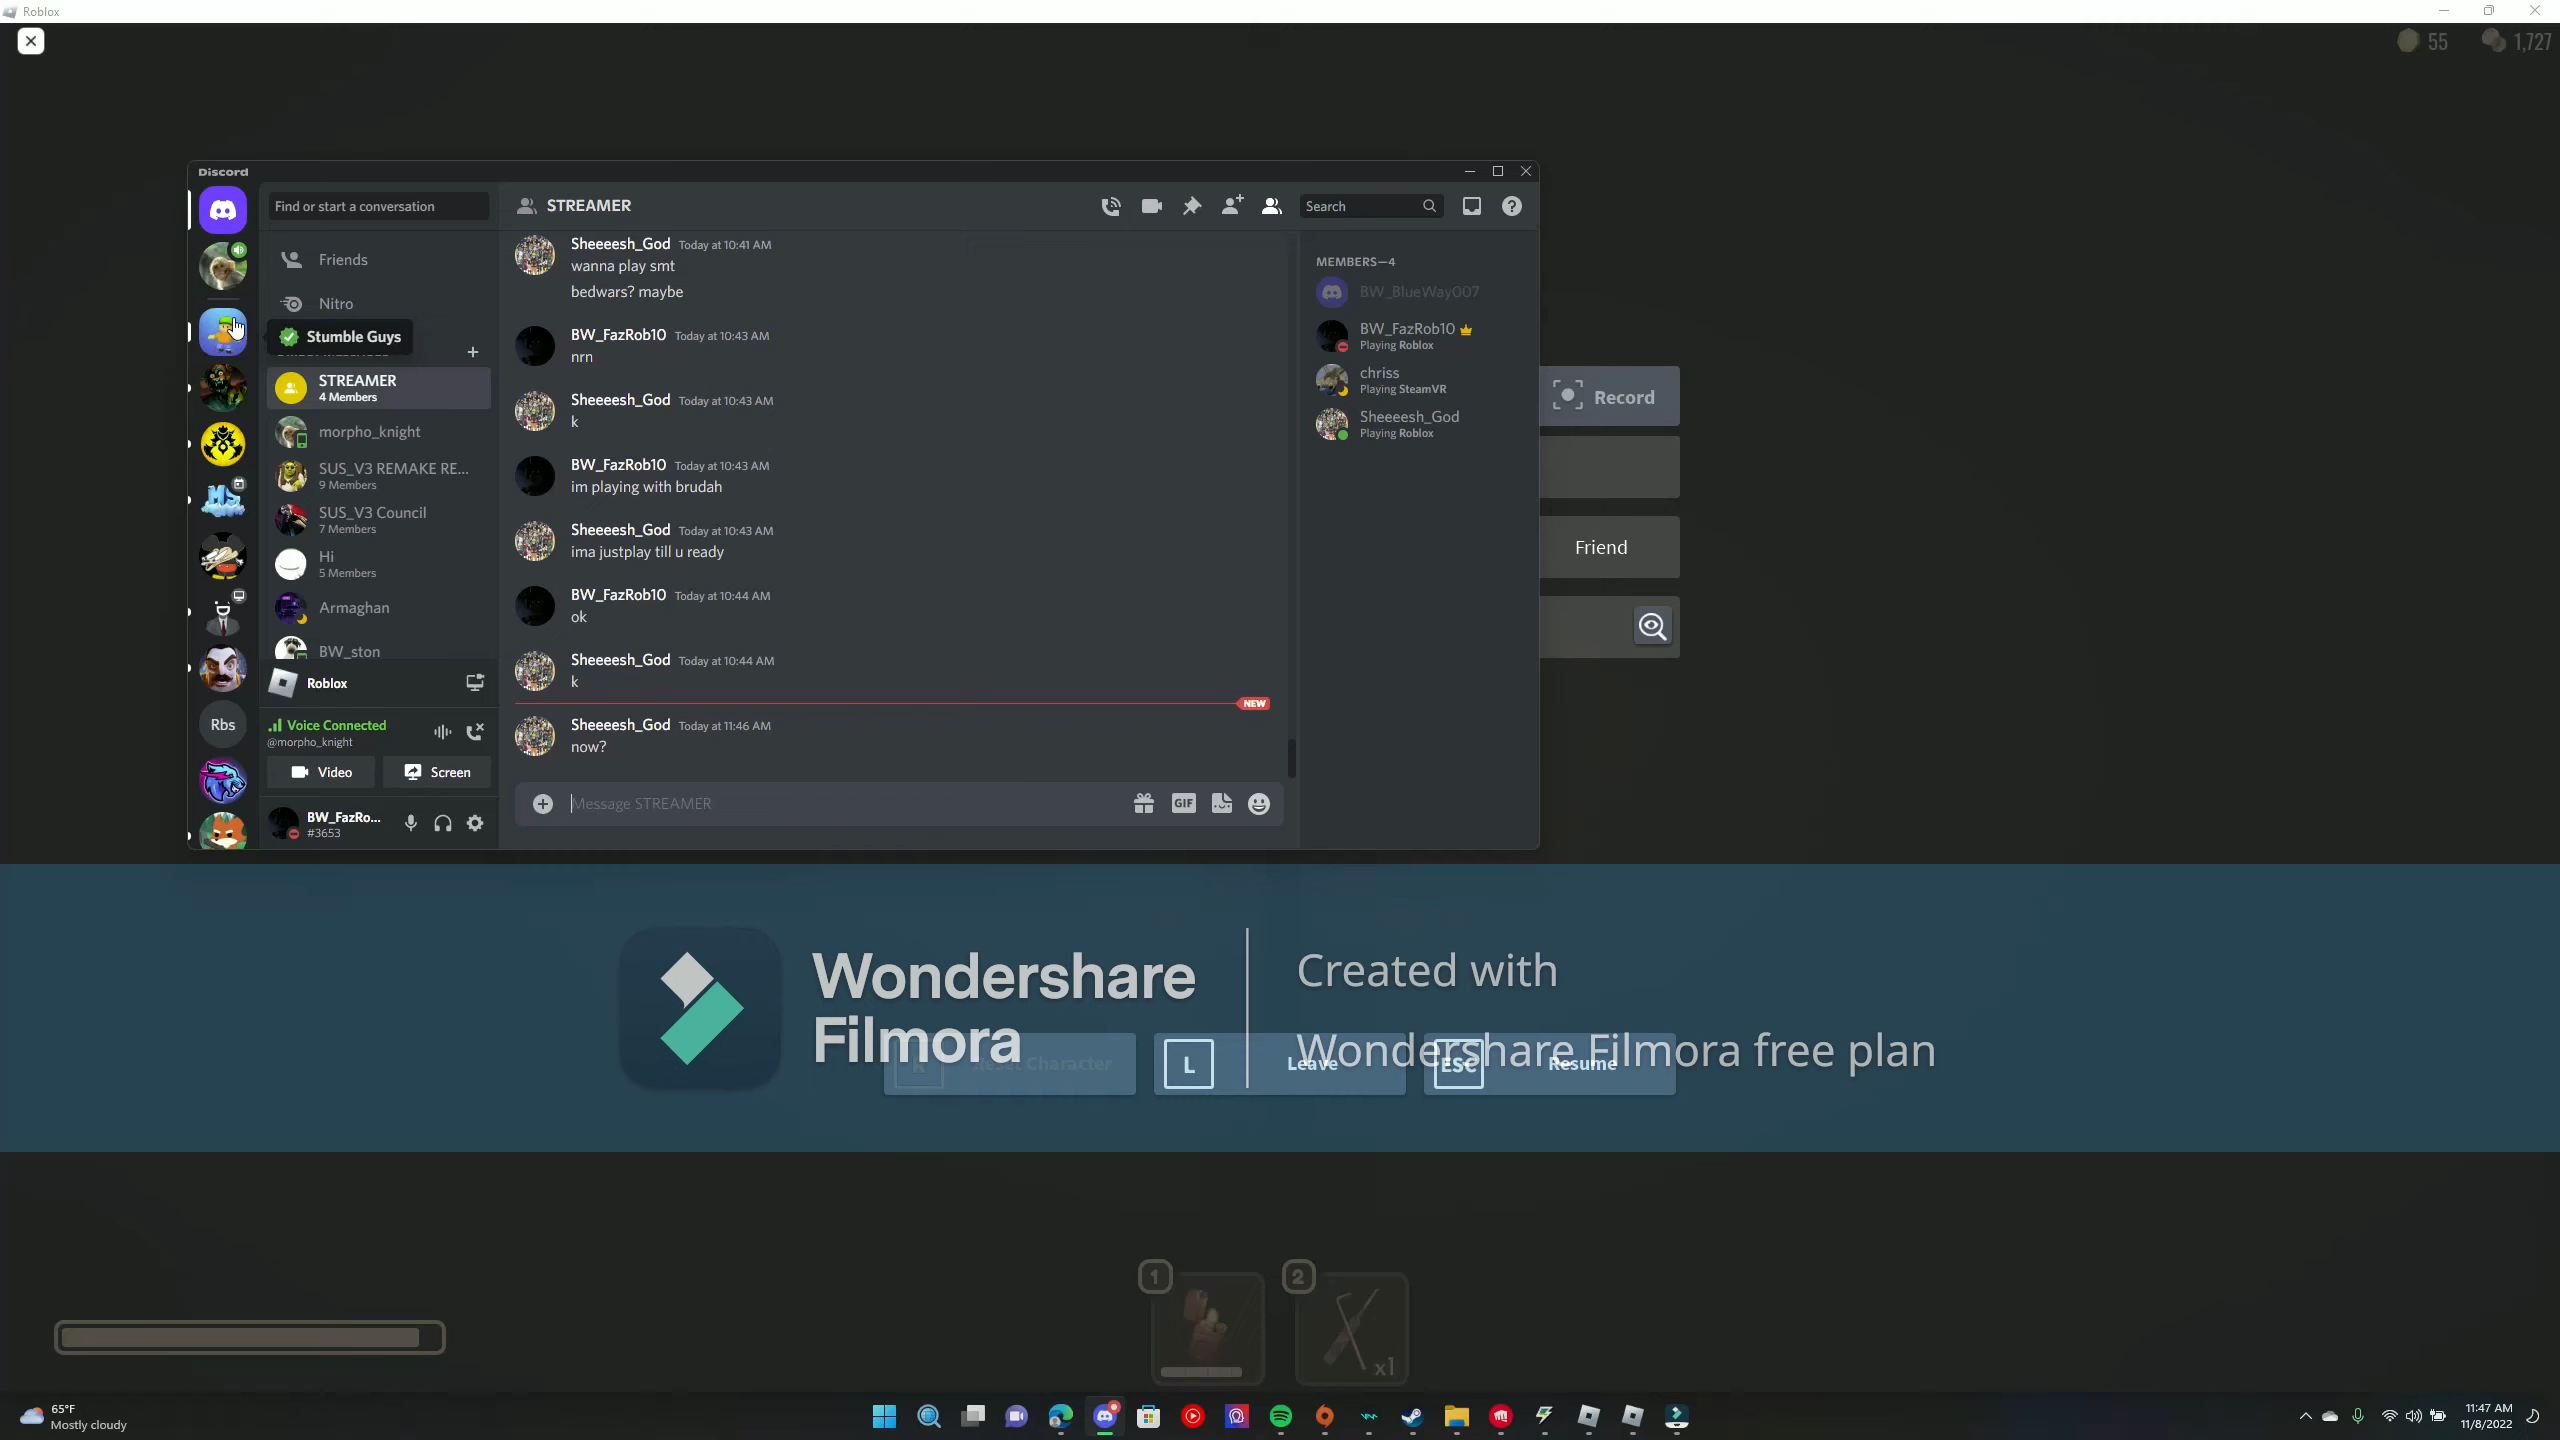 Roblox
55
1,727
Discord
Find or start a conversation
STREAMER
Search
Friends
Nitro
Stumble Guys
STREAMER
4 Members
morpho_knight
SUS_V3 REMAKE RE...
9 Members
SUS_V3 Council
7 Members
Hi
5 Members
Armaghan
BW_ston
Rbs
Roblox
Voice Connected
@morpho_knight
Video
Screen
BW_FazRo...
#3653
Sheeeesh_God Today at 10:41 AM
wanna play smt
bedwars? maybe
BW_FazRob10 Today at 10:43 AM
nrn
Sheeeesh_God Today at 10:43 AM
k
BW_FazRob10 Today at 10:43 AM
im playing with brudah
Sheeeesh_God Today at 10:43 AM
ima justplay till u ready
BW_FazRob10 Today at 10:44 AM
ok
Sheeeesh_God Today at 10:44 AM
k
NEW
Sheeeesh_God Today at 11:46 AM
now?
Message STREAMER
GIF
MEMBERS—4
BW_BlueWay007
BW_FazRob10
Playing Roblox
chriss
Playing SteamVR
Sheeeesh_God
Playing Roblox
Record
Friend
Wondershare
Filmora
Created with
Wondershare Filmora free plan
R Reset Character
L Leave
ESC Resume
1
2
x1
65°F
Mostly cloudy
11:47 AM
11/8/2022